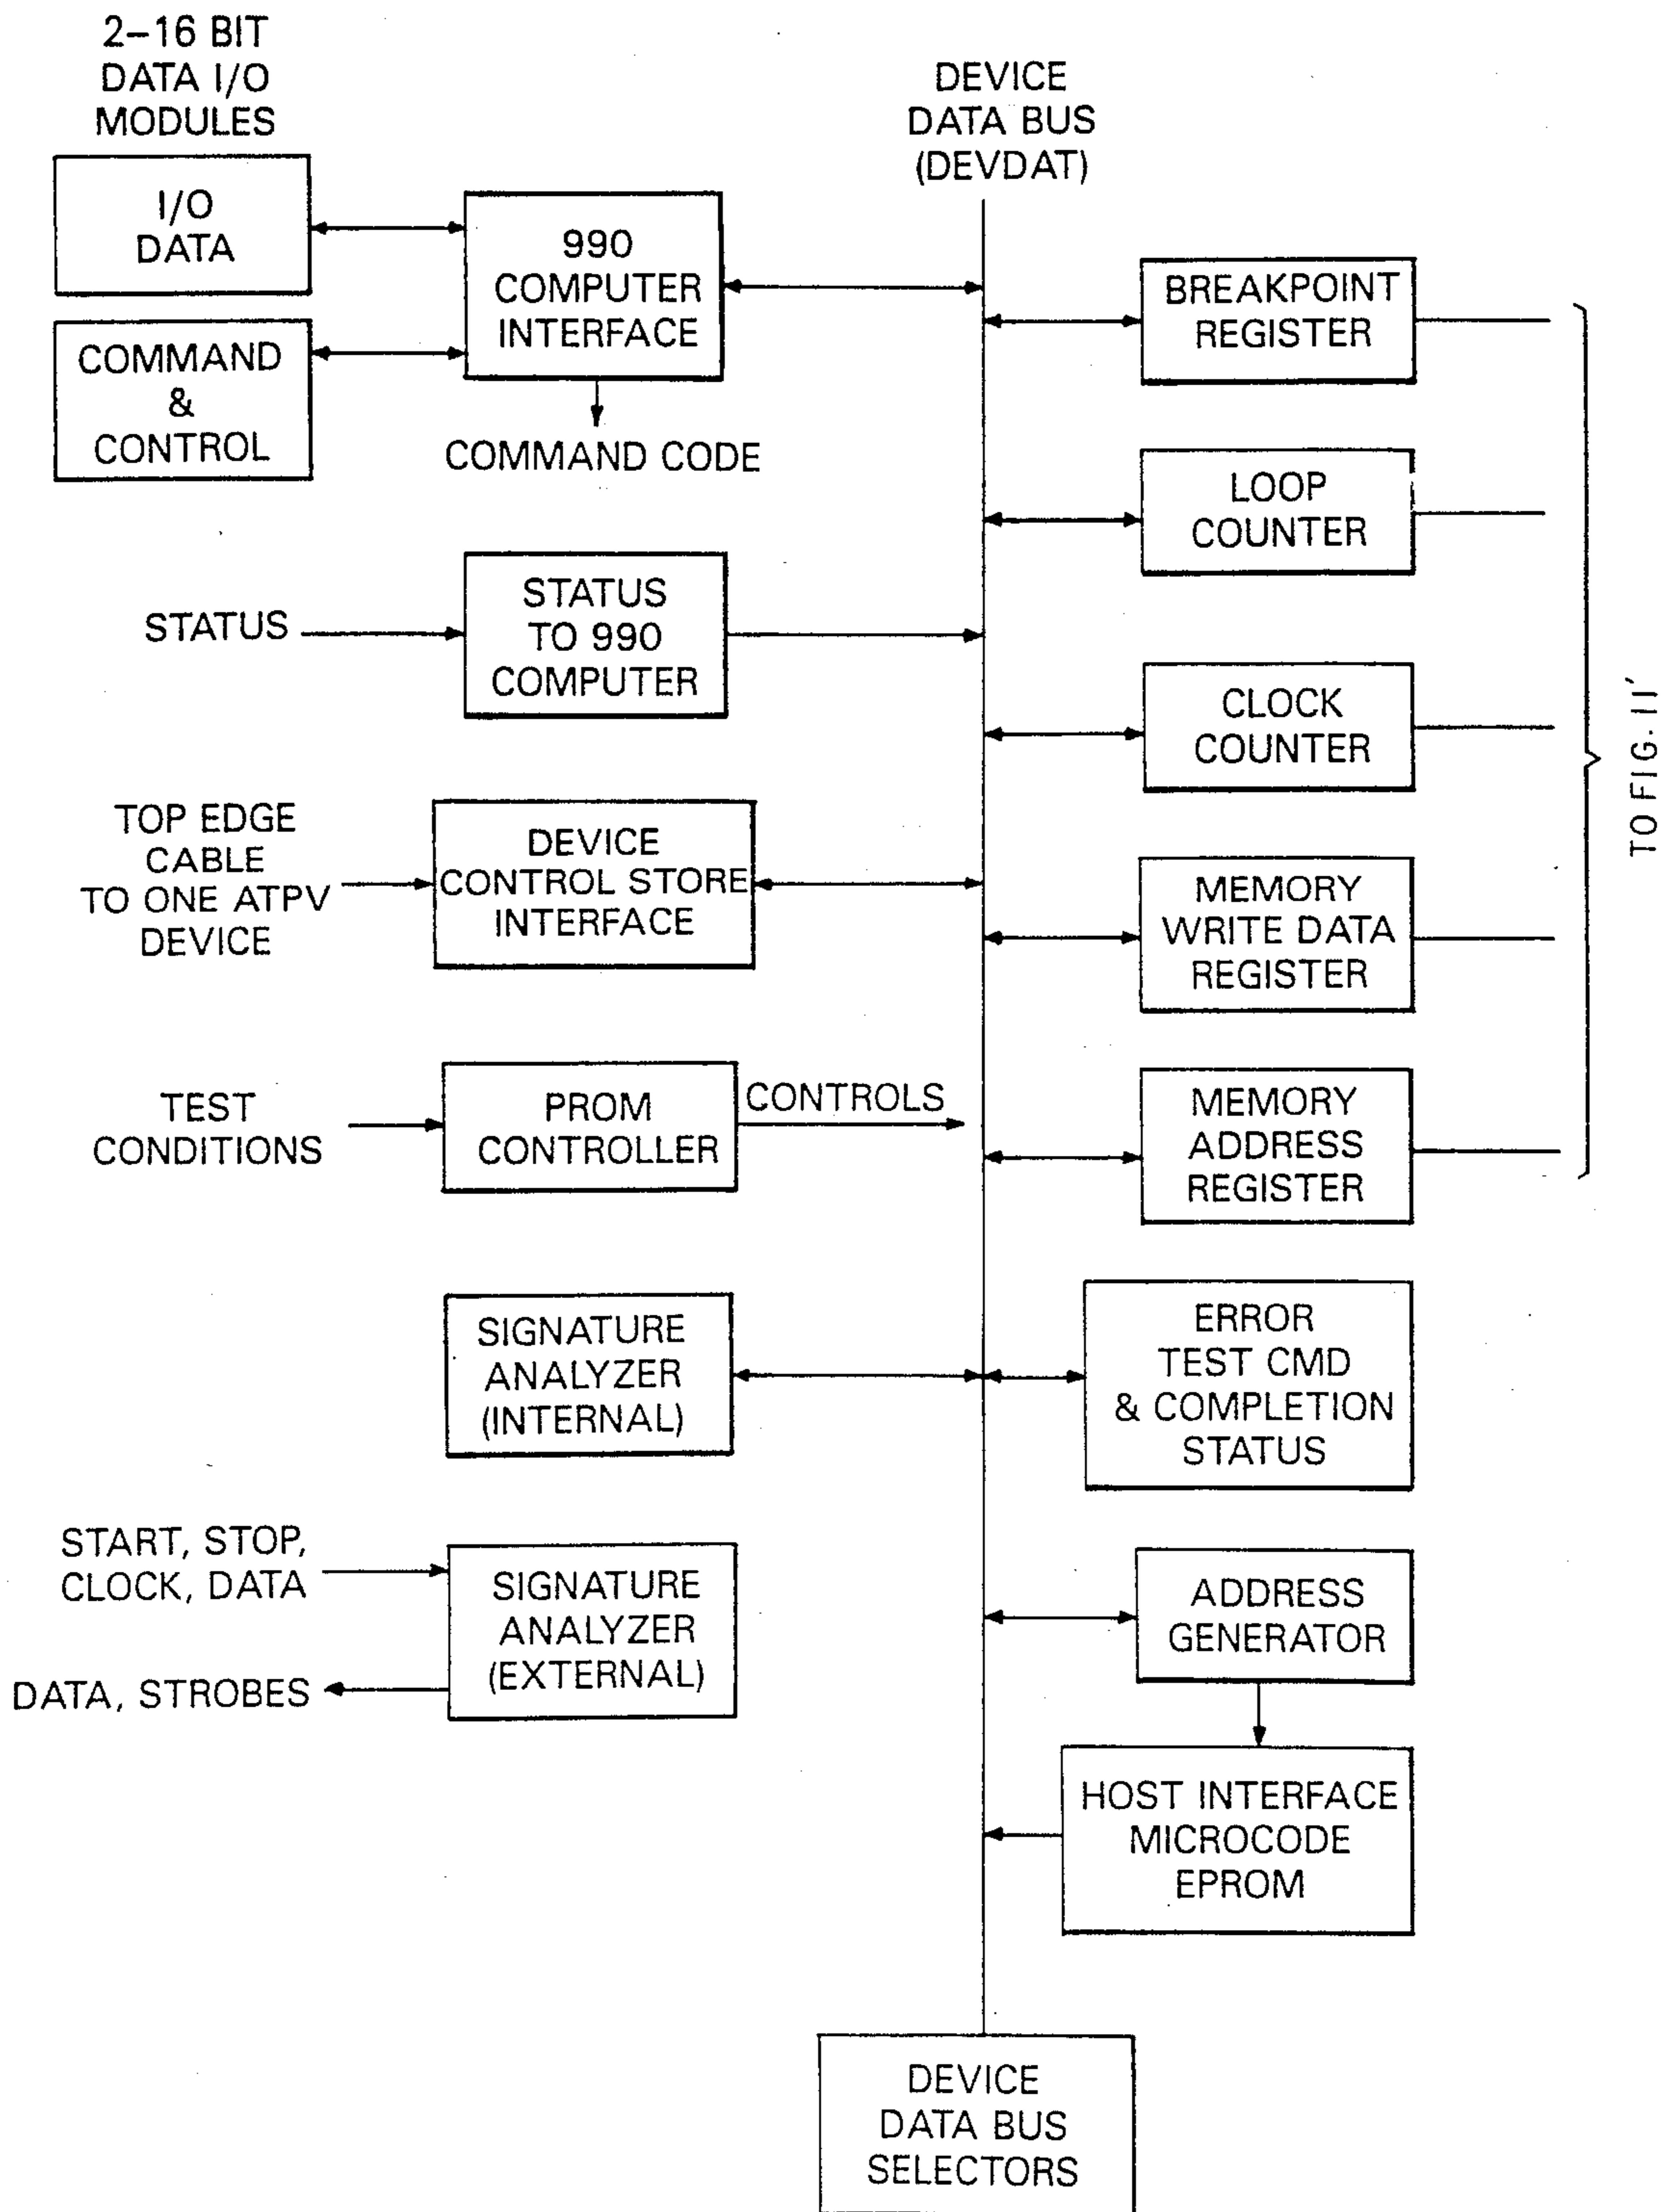 2–16 BIT
DATA I/O
MODULES
I/O
DATA
COMMAND
&
CONTROL
990
COMPUTER
INTERFACE
COMMAND CODE
DEVICE
DATA BUS
(DEVDAT)
BREAKPOINT
REGISTER
LOOP
COUNTER
STATUS
STATUS
TO 990
COMPUTER
CLOCK
COUNTER
TO FIG. 11'
TOP EDGE
CABLE
TO ONE ATPV
DEVICE
DEVICE
CONTROL STORE
INTERFACE
MEMORY
WRITE DATA
REGISTER
TEST
CONDITIONS
PROM
CONTROLLER
CONTROLS
MEMORY
ADDRESS
REGISTER
SIGNATURE
ANALYZER
(INTERNAL)
ERROR
TEST CMD
& COMPLETION
STATUS
START, STOP,
CLOCK, DATA
DATA, STROBES
SIGNATURE
ANALYZER
(EXTERNAL)
ADDRESS
GENERATOR
HOST INTERFACE
MICROCODE
EPROM
DEVICE
DATA BUS
SELECTORS